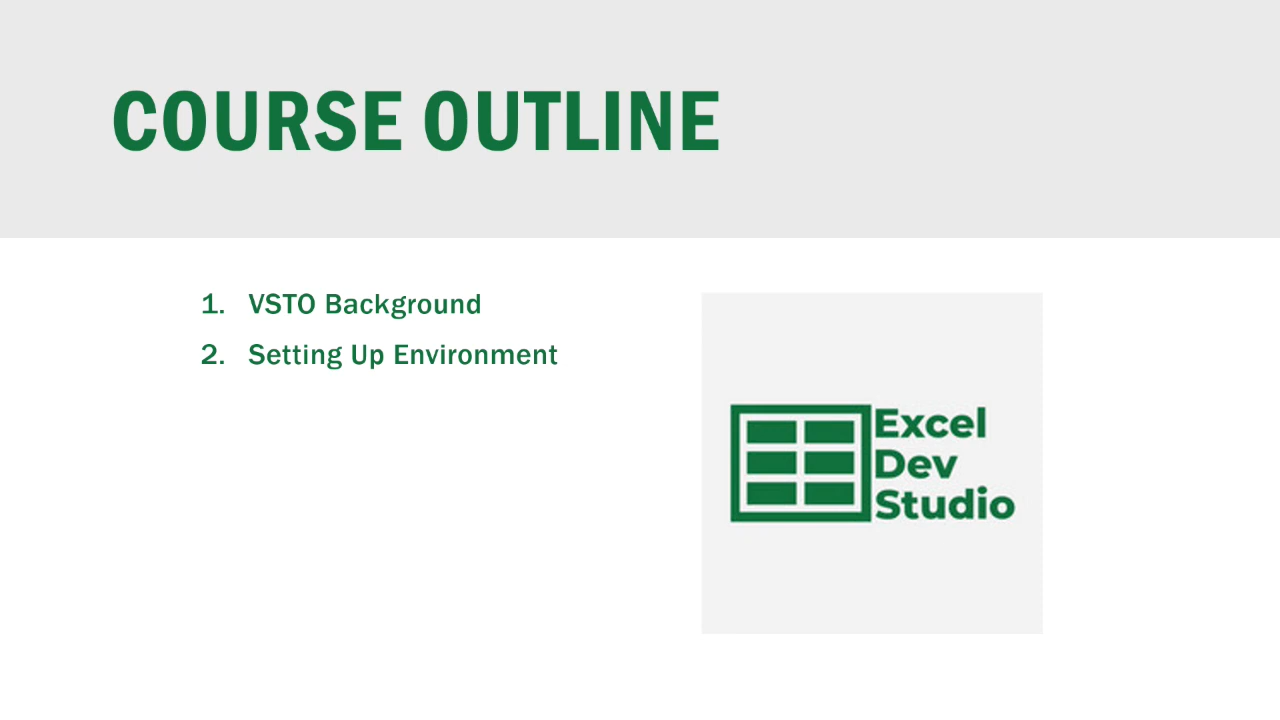 COURSE OUTLINE
1. VSTO Background
2. Setting Up Environment
Excel
Dev
Studio